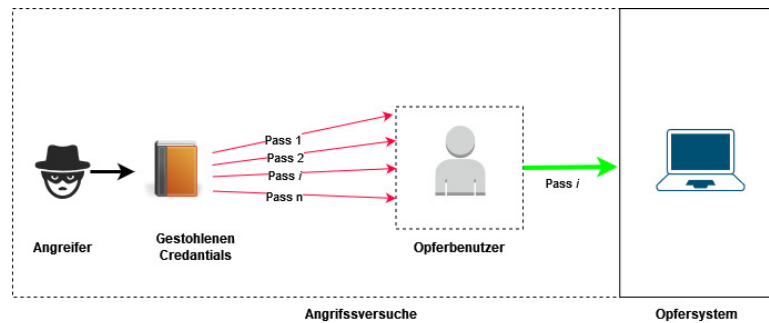 Pass 1
Pass 2
Pass i
Pass n
Pass i
Angreifer
Gestohlenen
Credantials
Opferbenutzer
Angrifssversuche
Opfersystem